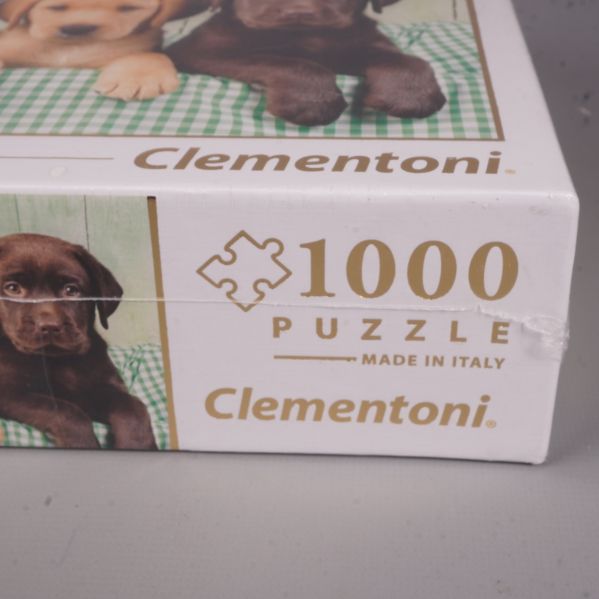 Clementoni®
1000
PUZZLE
MADE IN ITALY
Clementoni®